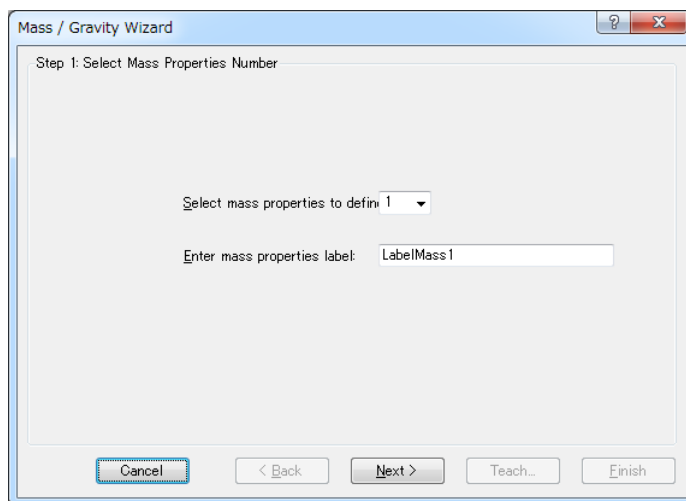 Mass / Gravity Wizard
Step 1: Select Mass Properties Number
Select mass properties to defin 1
Enter mass properties label: LabelMass1
Cancel < Back Next > Teach... Finish